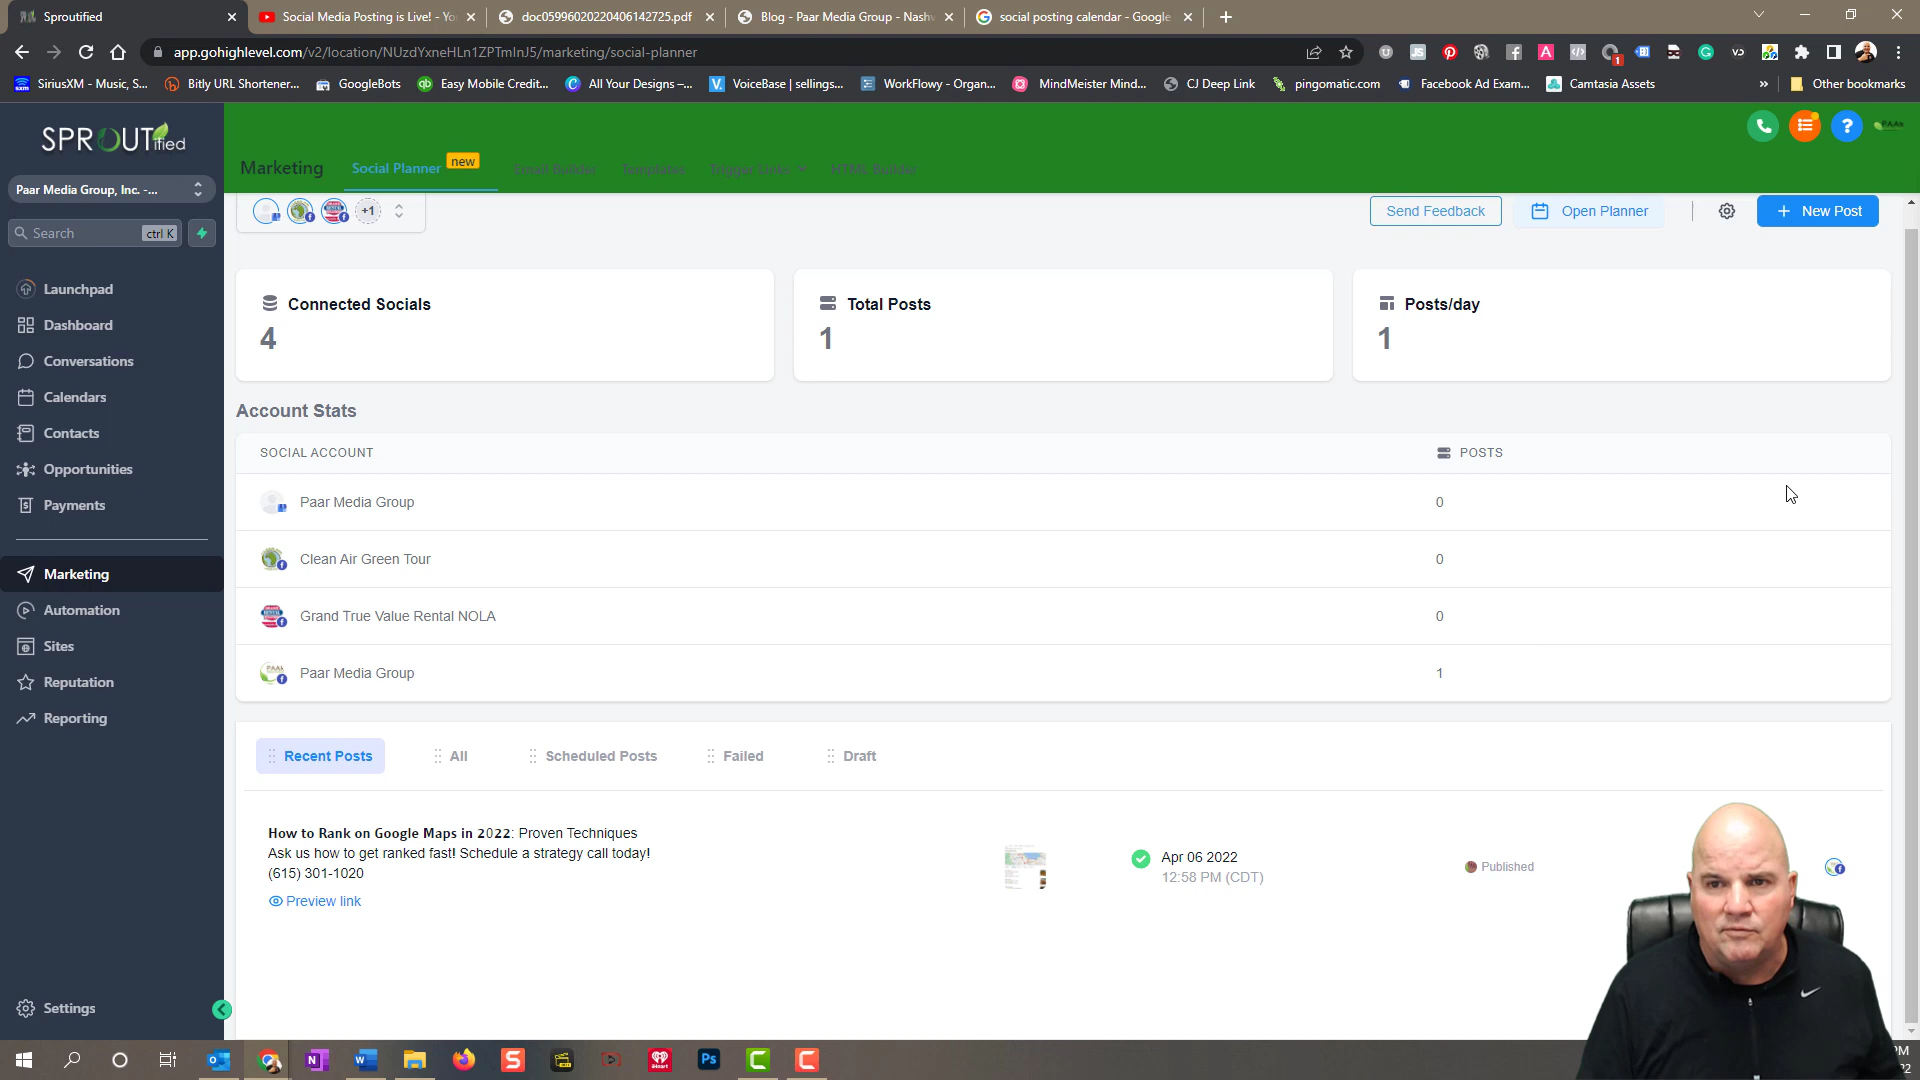 Sproutified
Social Media Posting is Live! - Yo
doc05996020220406142725.pdf
Blog - Paar Media Group - Nashv
social posting calendar - Google
app.gohighlevel.com/v2/location/NUzdYxneHLn1ZPTmInJ5/marketing/social-planner
SiriusXM - Music, S...
Bitly URL Shortener...
GoogleBots
Easy Mobile Credit...
All Your Designs –...
VoiceBase | sellings...
WorkFlowy - Organ...
MindMeister Mind...
CJ Deep Link
pingomatic.com
Facebook Ad Exam...
Camtasia Assets
»
Other bookmarks
SPROUTified
Marketing
Social Planner
new
Email Builder
Templates
Trigger Links
HTML Builder
PAAR
Paar Media Group, Inc. -...
Search
ctrl K
+1
Send Feedback
Open Planner
+ New Post
Launchpad
Dashboard
Conversations
Calendars
Contacts
Opportunities
Payments
Marketing
Automation
Sites
Reputation
Reporting
Settings
Connected Socials
4
Total Posts
1
Posts/day
1
Account Stats
SOCIAL ACCOUNT
POSTS
Paar Media Group
0
Clean Air Green Tour
0
Grand True Value Rental NOLA
0
Paar Media Group
1
Recent Posts
All
Scheduled Posts
Failed
Draft
How to Rank on Google Maps in 2022: Proven Techniques
Ask us how to get ranked fast! Schedule a strategy call today!
(615) 301-1020
Preview link
Apr 06 2022
12:58 PM (CDT)
Published